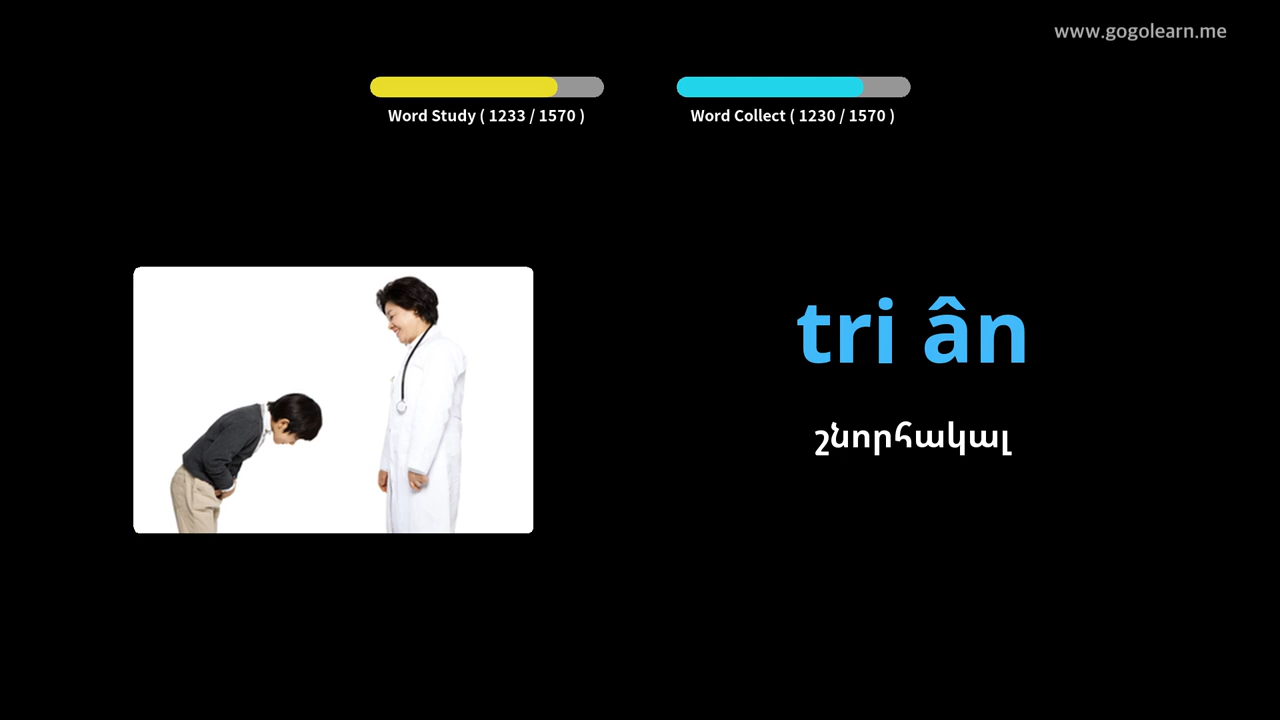 www.gogolearn.me
Word Study ( 1233 / 1570 )
Word Collect ( 1230 / 1570 )
tri ân
շնորհակալ